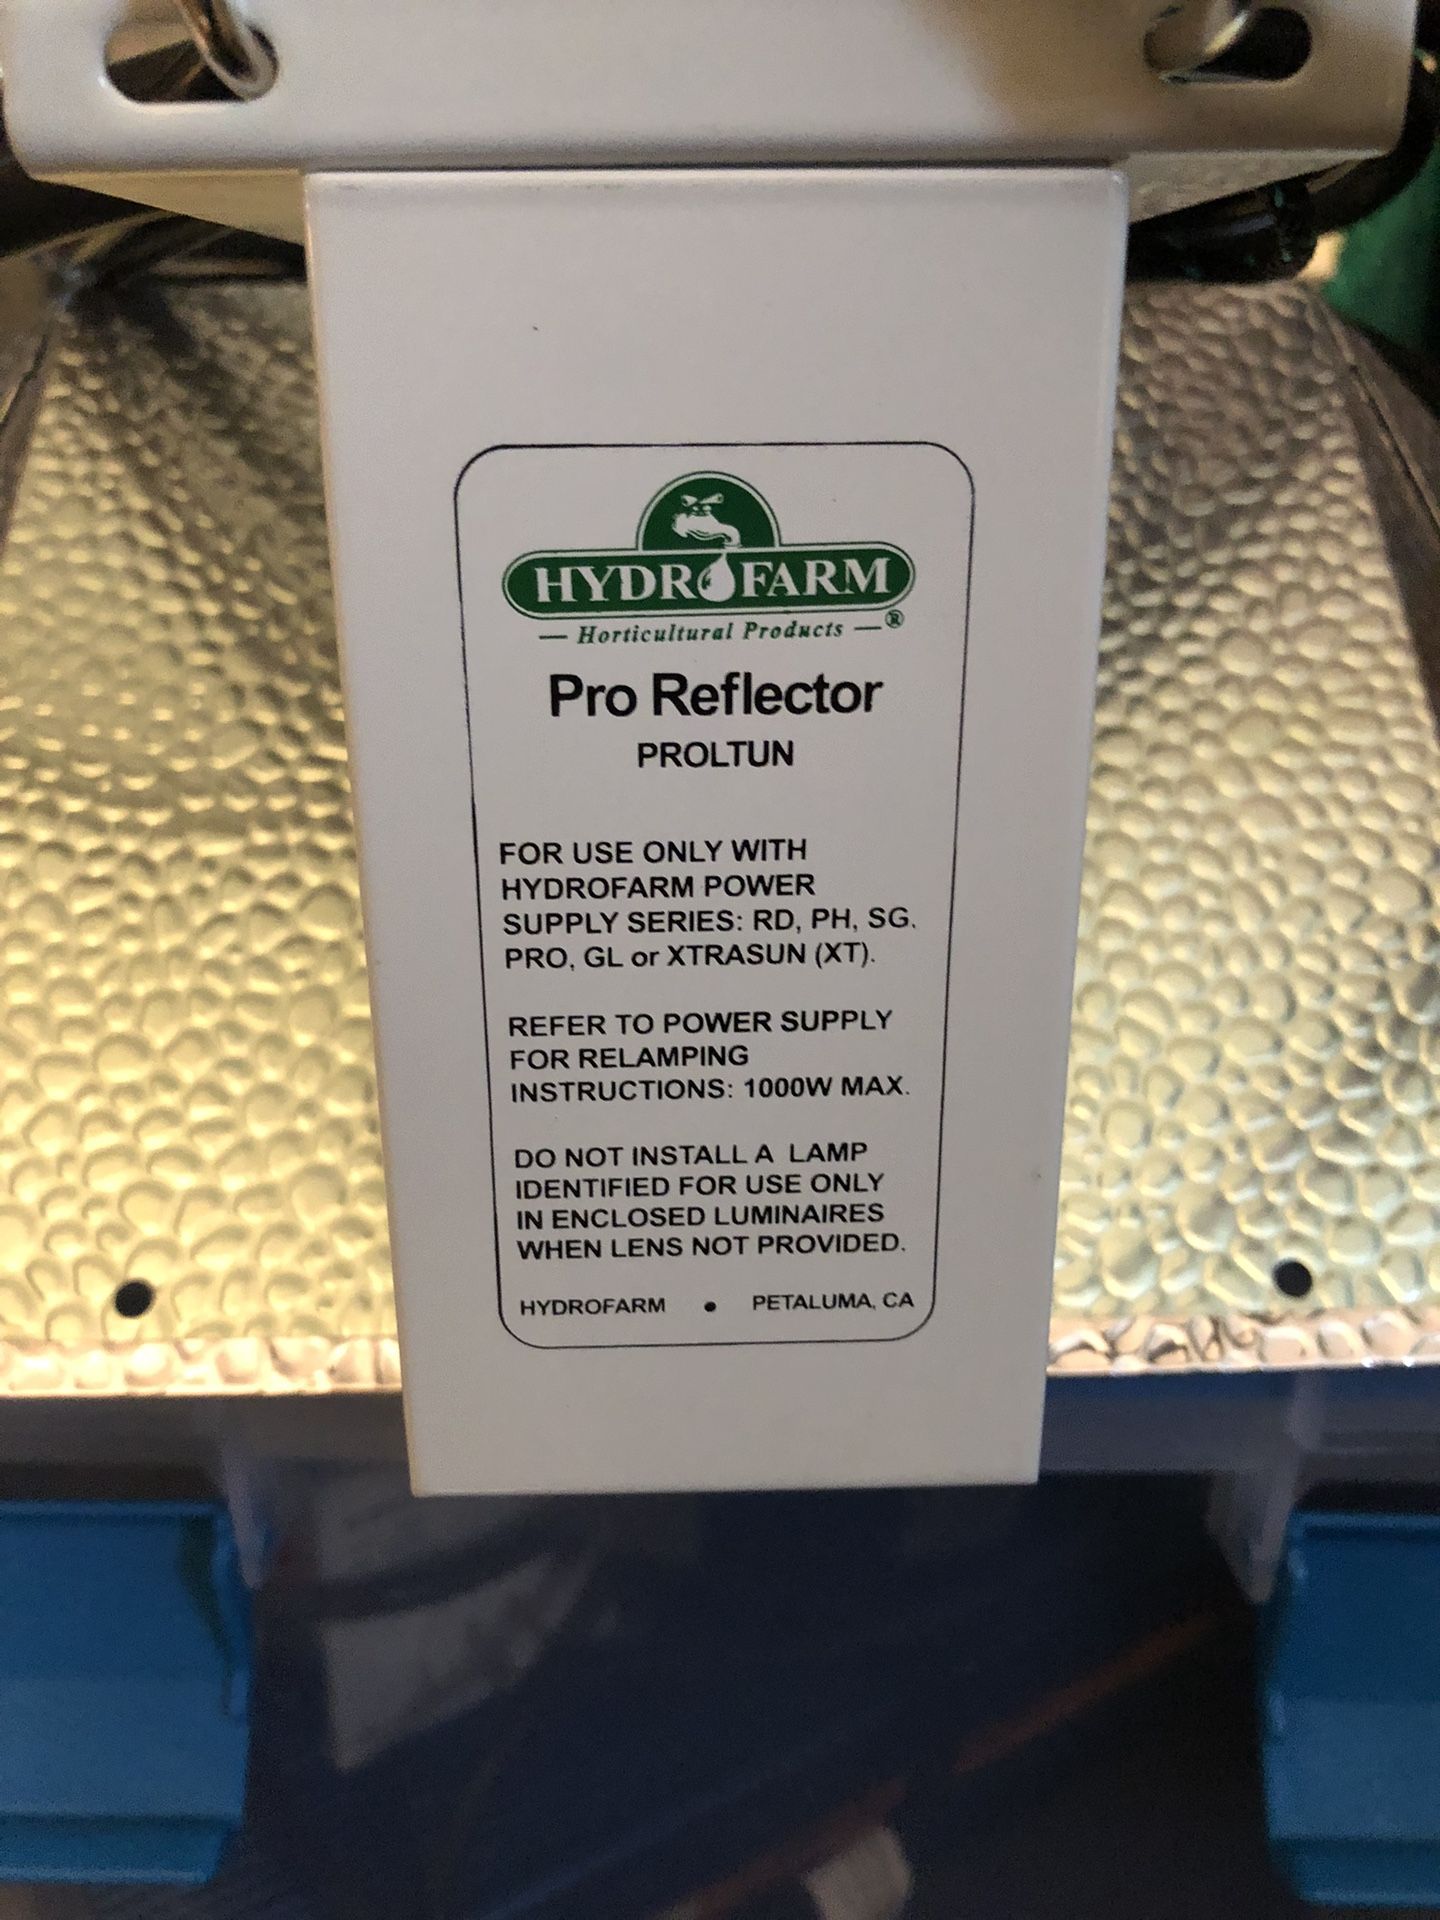 HYDROFARM
Horticultural Products ®
Pro Reflector
PROLTUN
FOR USE ONLY WITH
HYDROFARM POWER
SUPPLY SERIES: RD, PH, SG,
PRO, GL or XTRASUN (XT).
REFER TO POWER SUPPLY
FOR RELAMPING
INSTRUCTIONS: 1000W MAX.
DO NOT INSTALL A LAMP
IDENTIFIED FOR USE ONLY
IN ENCLOSED LUMINAIRES
WHEN LENS NOT PROVIDED.
HYDROFARM • PETALUMA, CA